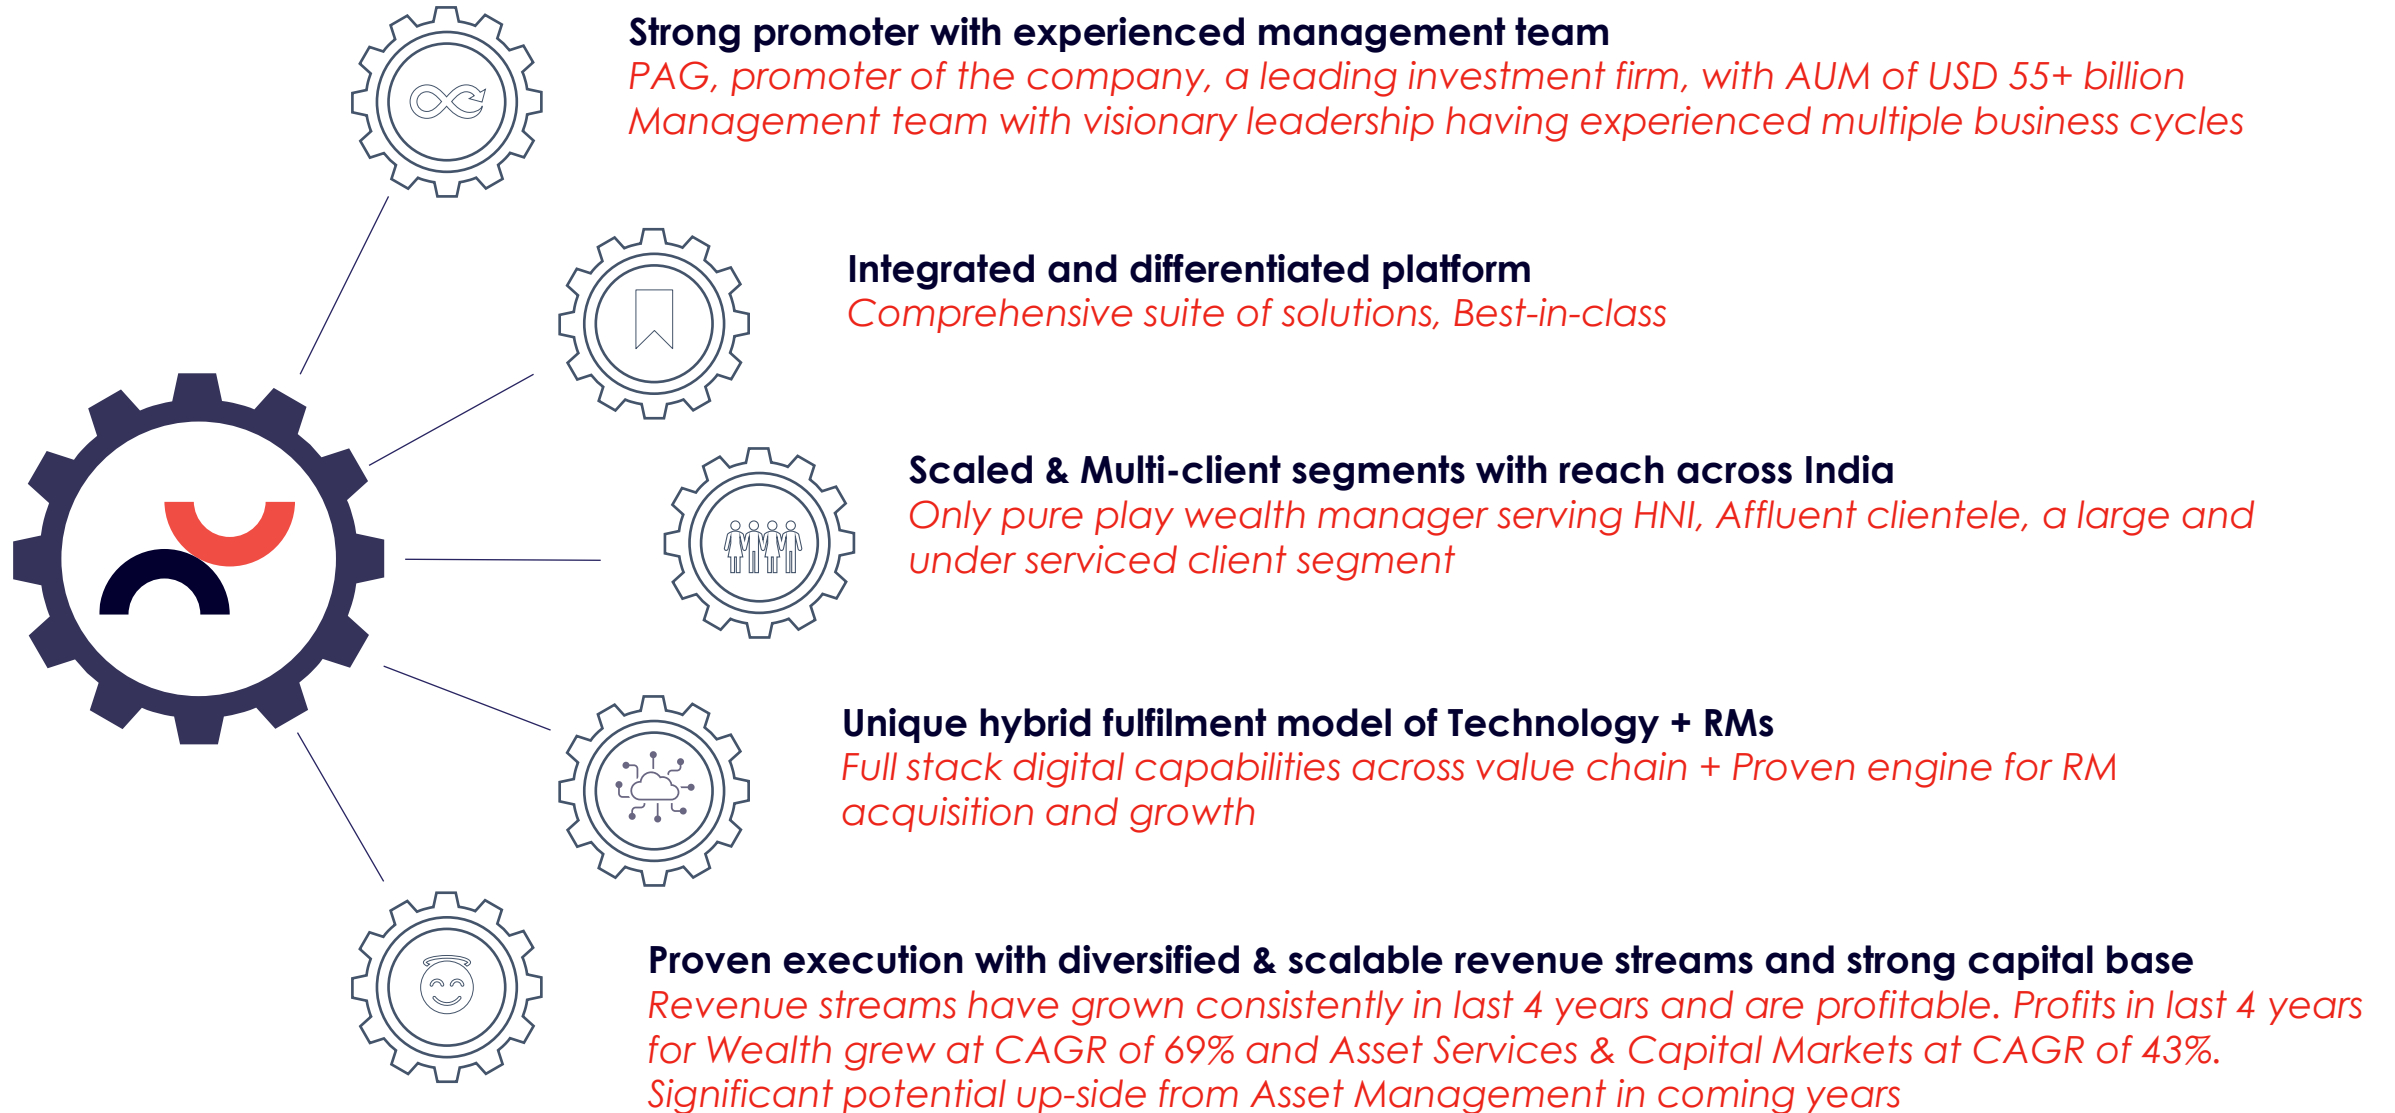 Strong promoter with experienced management team
PAG, promoter of the company, a leading investment firm, with AUM of USD 55+ billion
Management team with visionary leadership having experienced multiple business cycles
Integrated and differentiated platform
Comprehensive suite of solutions, Best-in-class
Scaled & Multi-client segments with reach across India
Only pure play wealth manager serving HNI, Affluent clientele, a large and
under serviced client segment
Unique hybrid fulfilment model of Technology + RMs
Full stack digital capabilities across value chain + Proven engine for RM
acquisition and growth
Proven execution with diversified & scalable revenue streams and strong capital base
Revenue streams have grown consistently in last 4 years and are profitable. Profits in last 4 years
for Wealth grew at CAGR of 69% and Asset Services & Capital Markets at CAGR of 43%.
Significant potential up-side from Asset Management in coming years